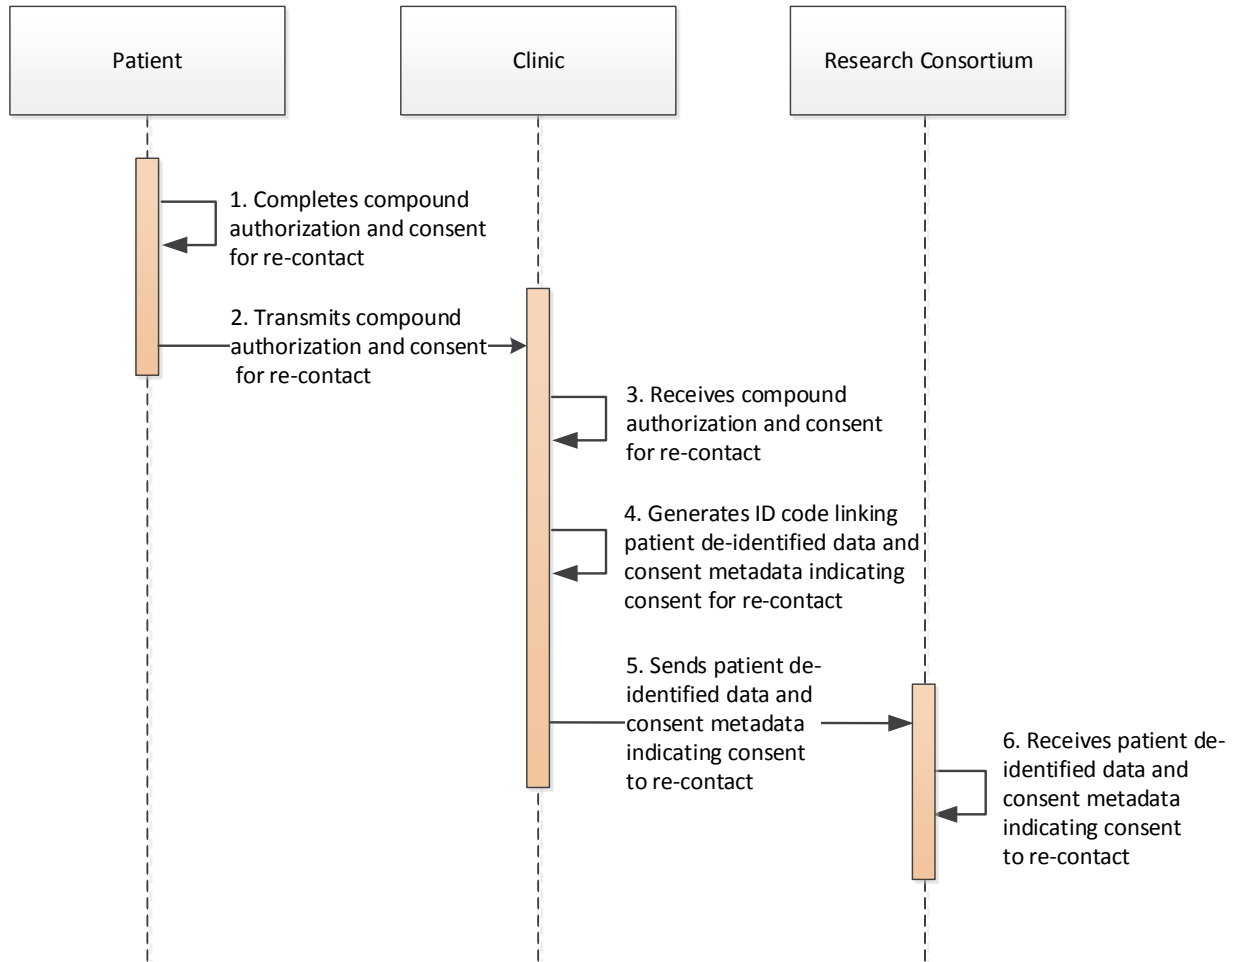 Patient
Clinic
Research Consortium
1. Completes compound
authorization and consent
for re-contact
2. Transmits compound
authorization and consent
for re-contact
3. Receives compound
authorization and consent
for re-contact
4. Generates ID code linking
patient de-identified data and
consent metadata indicating
consent for re-contact
5. Sends patient de-
identified data and
consent metadata
indicating consent
to re-contact
6. Receives patient de-
identified data and
consent metadata
indicating consent
to re-contact